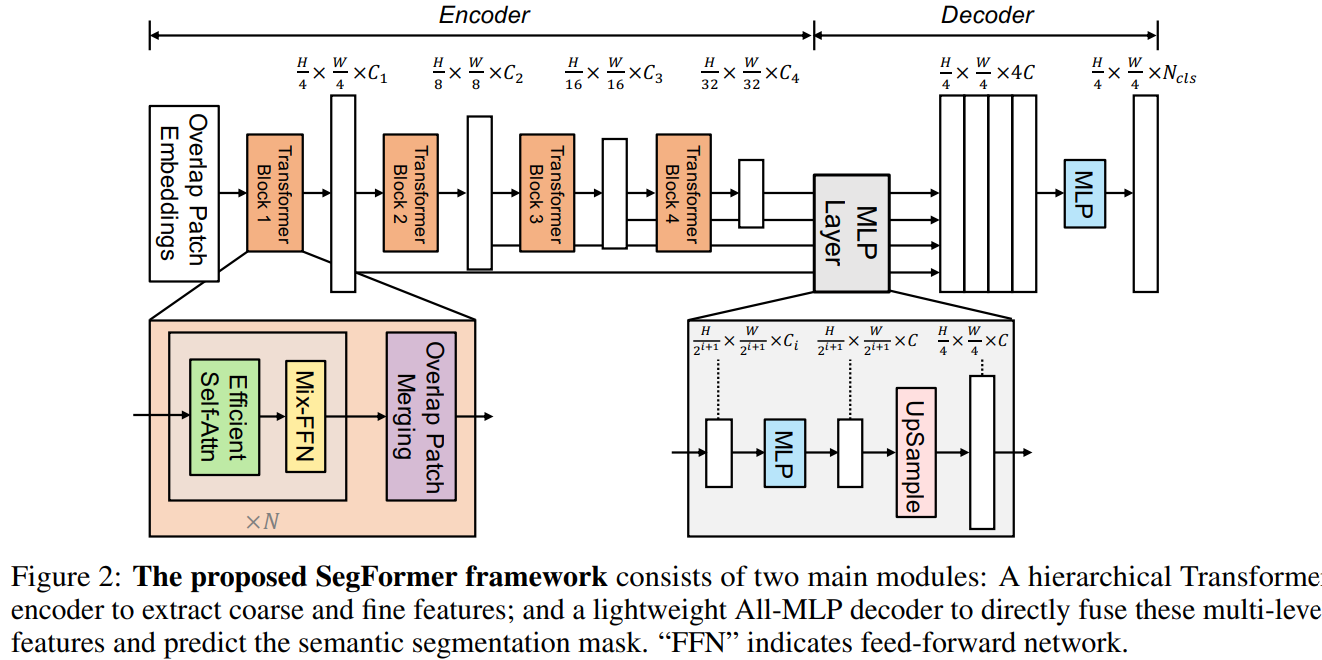 Encoder
Decoder
H/4 × W/4 × C₁
H/8 × W/8 × C₂
H/16 × W/16 × C₃
H/32 × W/32 × C₄
H/4 × W/4 × 4C
H/4 × W/4 × N_cls
Overlap Patch
Embeddings
Transformer
Block 1
Transformer
Block 2
Transformer
Block 3
Transformer
Block 4
MLP
Layer
MLP
Efficient
Self-Attn
Mix-FFN
Overlap Patch
Merging
×N
H/2^{i+1} × W/2^{i+1} × C_i
H/2^{i+1} × W/2^{i+1} × C
H/4 × W/4 × C
MLP
UpSample
Figure 2: The proposed SegFormer framework consists of two main modules: A hierarchical Transforme
encoder to extract coarse and fine features; and a lightweight All-MLP decoder to directly fuse these multi-leve
features and predict the semantic segmentation mask. “FFN” indicates feed-forward network.